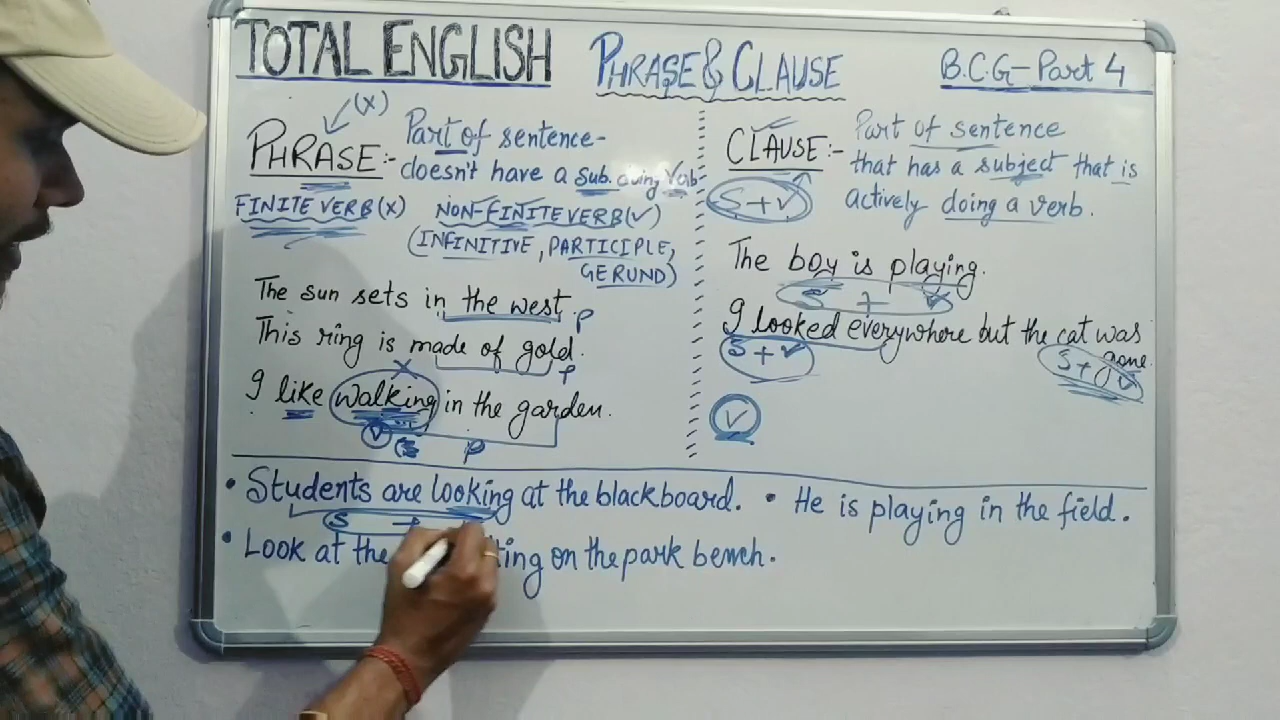 TOTAL ENGLISH
PHRASE & CLAUSE
B.C.G-Part 4
(X)
PHRASE:- Part of sentence-
doesn't have a sub. doing Vab-
FINITE VERB (X) NON-FINITE VERB (✓)
(INFINITIVE, PARTICIPLE,
GERUND)
The sun sets in the west.
P
This ring is made of gold.
P
X
I like walking in the garden.
V
P
CLAUSE:- Part of sentence
that has a subject that is
S+V actively doing a verb.
The boy is playing.
S + V
I looked everywhere but the cat was
gone.
S+V
S+V
V
• Students are looking at the blackboard.
S +
• He is playing in the field.
• Look at the ting on the park bench.